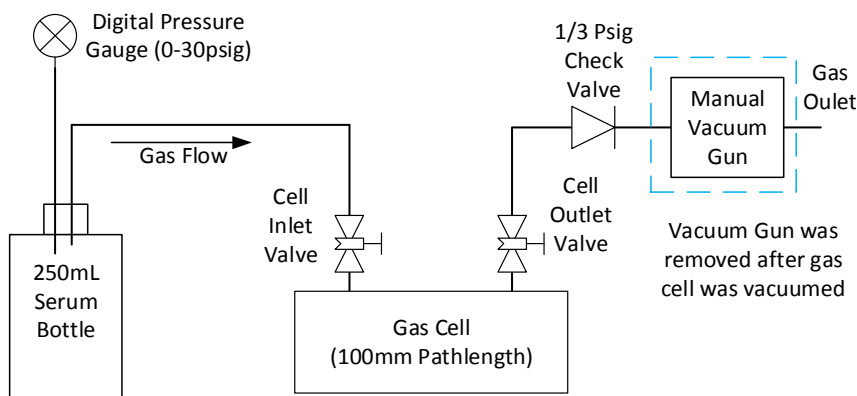 Digital Pressure
Gauge (0-30psig)
Gas Flow
250mL
Serum
Bottle
Cell
Inlet
Valve
Gas Cell
(100mm Pathlength)
Cell
Outlet
Valve
1/3 Psig
Check
Valve
Manual
Vacuum
Gun
Gas
Oulet
Vacuum Gun was
removed after gas
cell was vacuumed